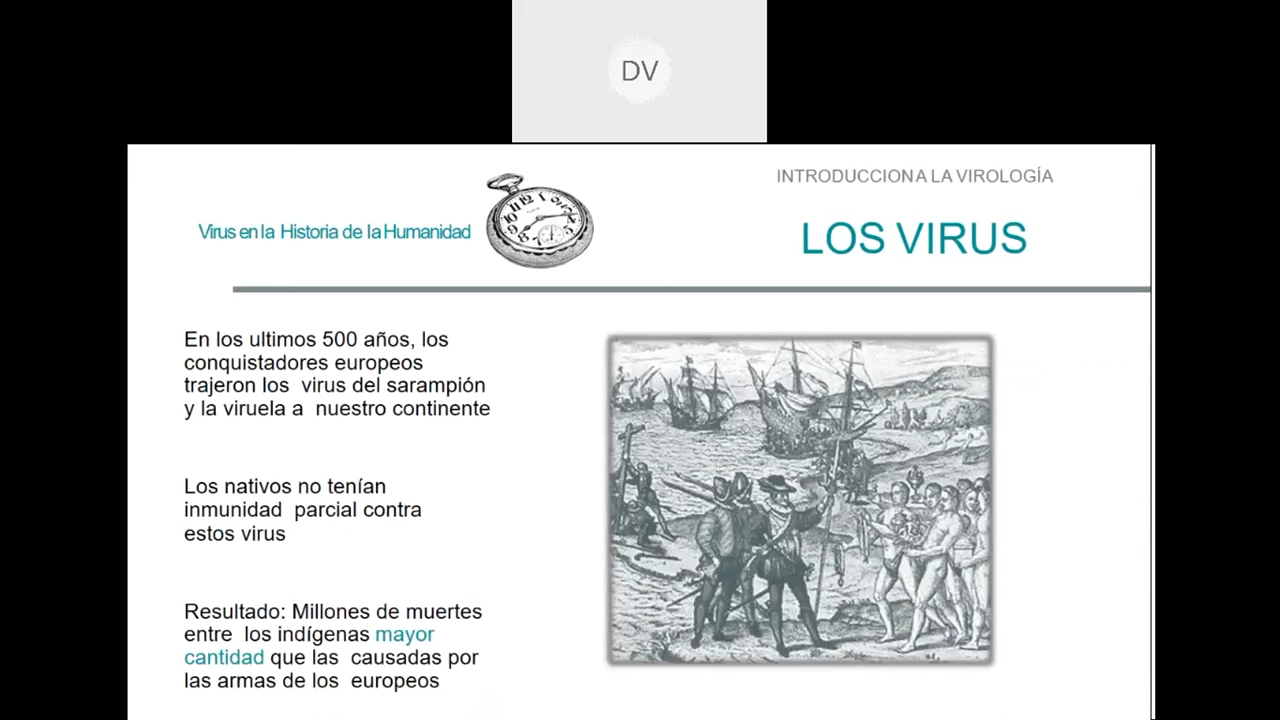 DV
INTRODUCCION A LA VIROLOGÍA
Virus en la Historia de la Humanidad
LOS VIRUS
En los ultimos 500 años, los
conquistadores europeos
trajeron los virus del sarampión
y la viruela a nuestro continente
Los nativos no tenían
inmunidad parcial contra
estos virus
Resultado: Millones de muertes
entre los indígenas mayor
cantidad que las causadas por
las armas de los europeos